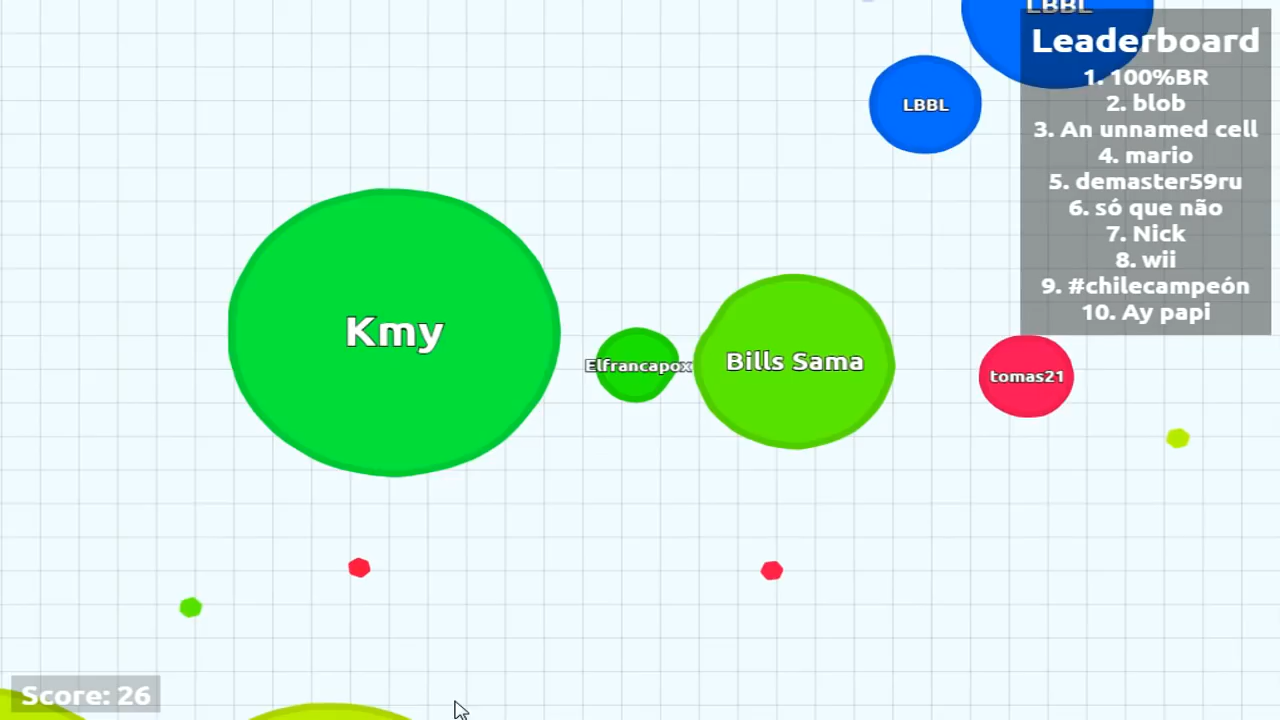 LBBL
Leaderboard
1. 100%BR
LBBL
2. blob
3. An unnamed cell
4. mario
5. demaster59ru
6. só que não
7. Nick
8. wii
9. #chilecampeón
10. Ay papi
Kmy
Elfrancapox
Bills Sama
tomas21
Score: 26